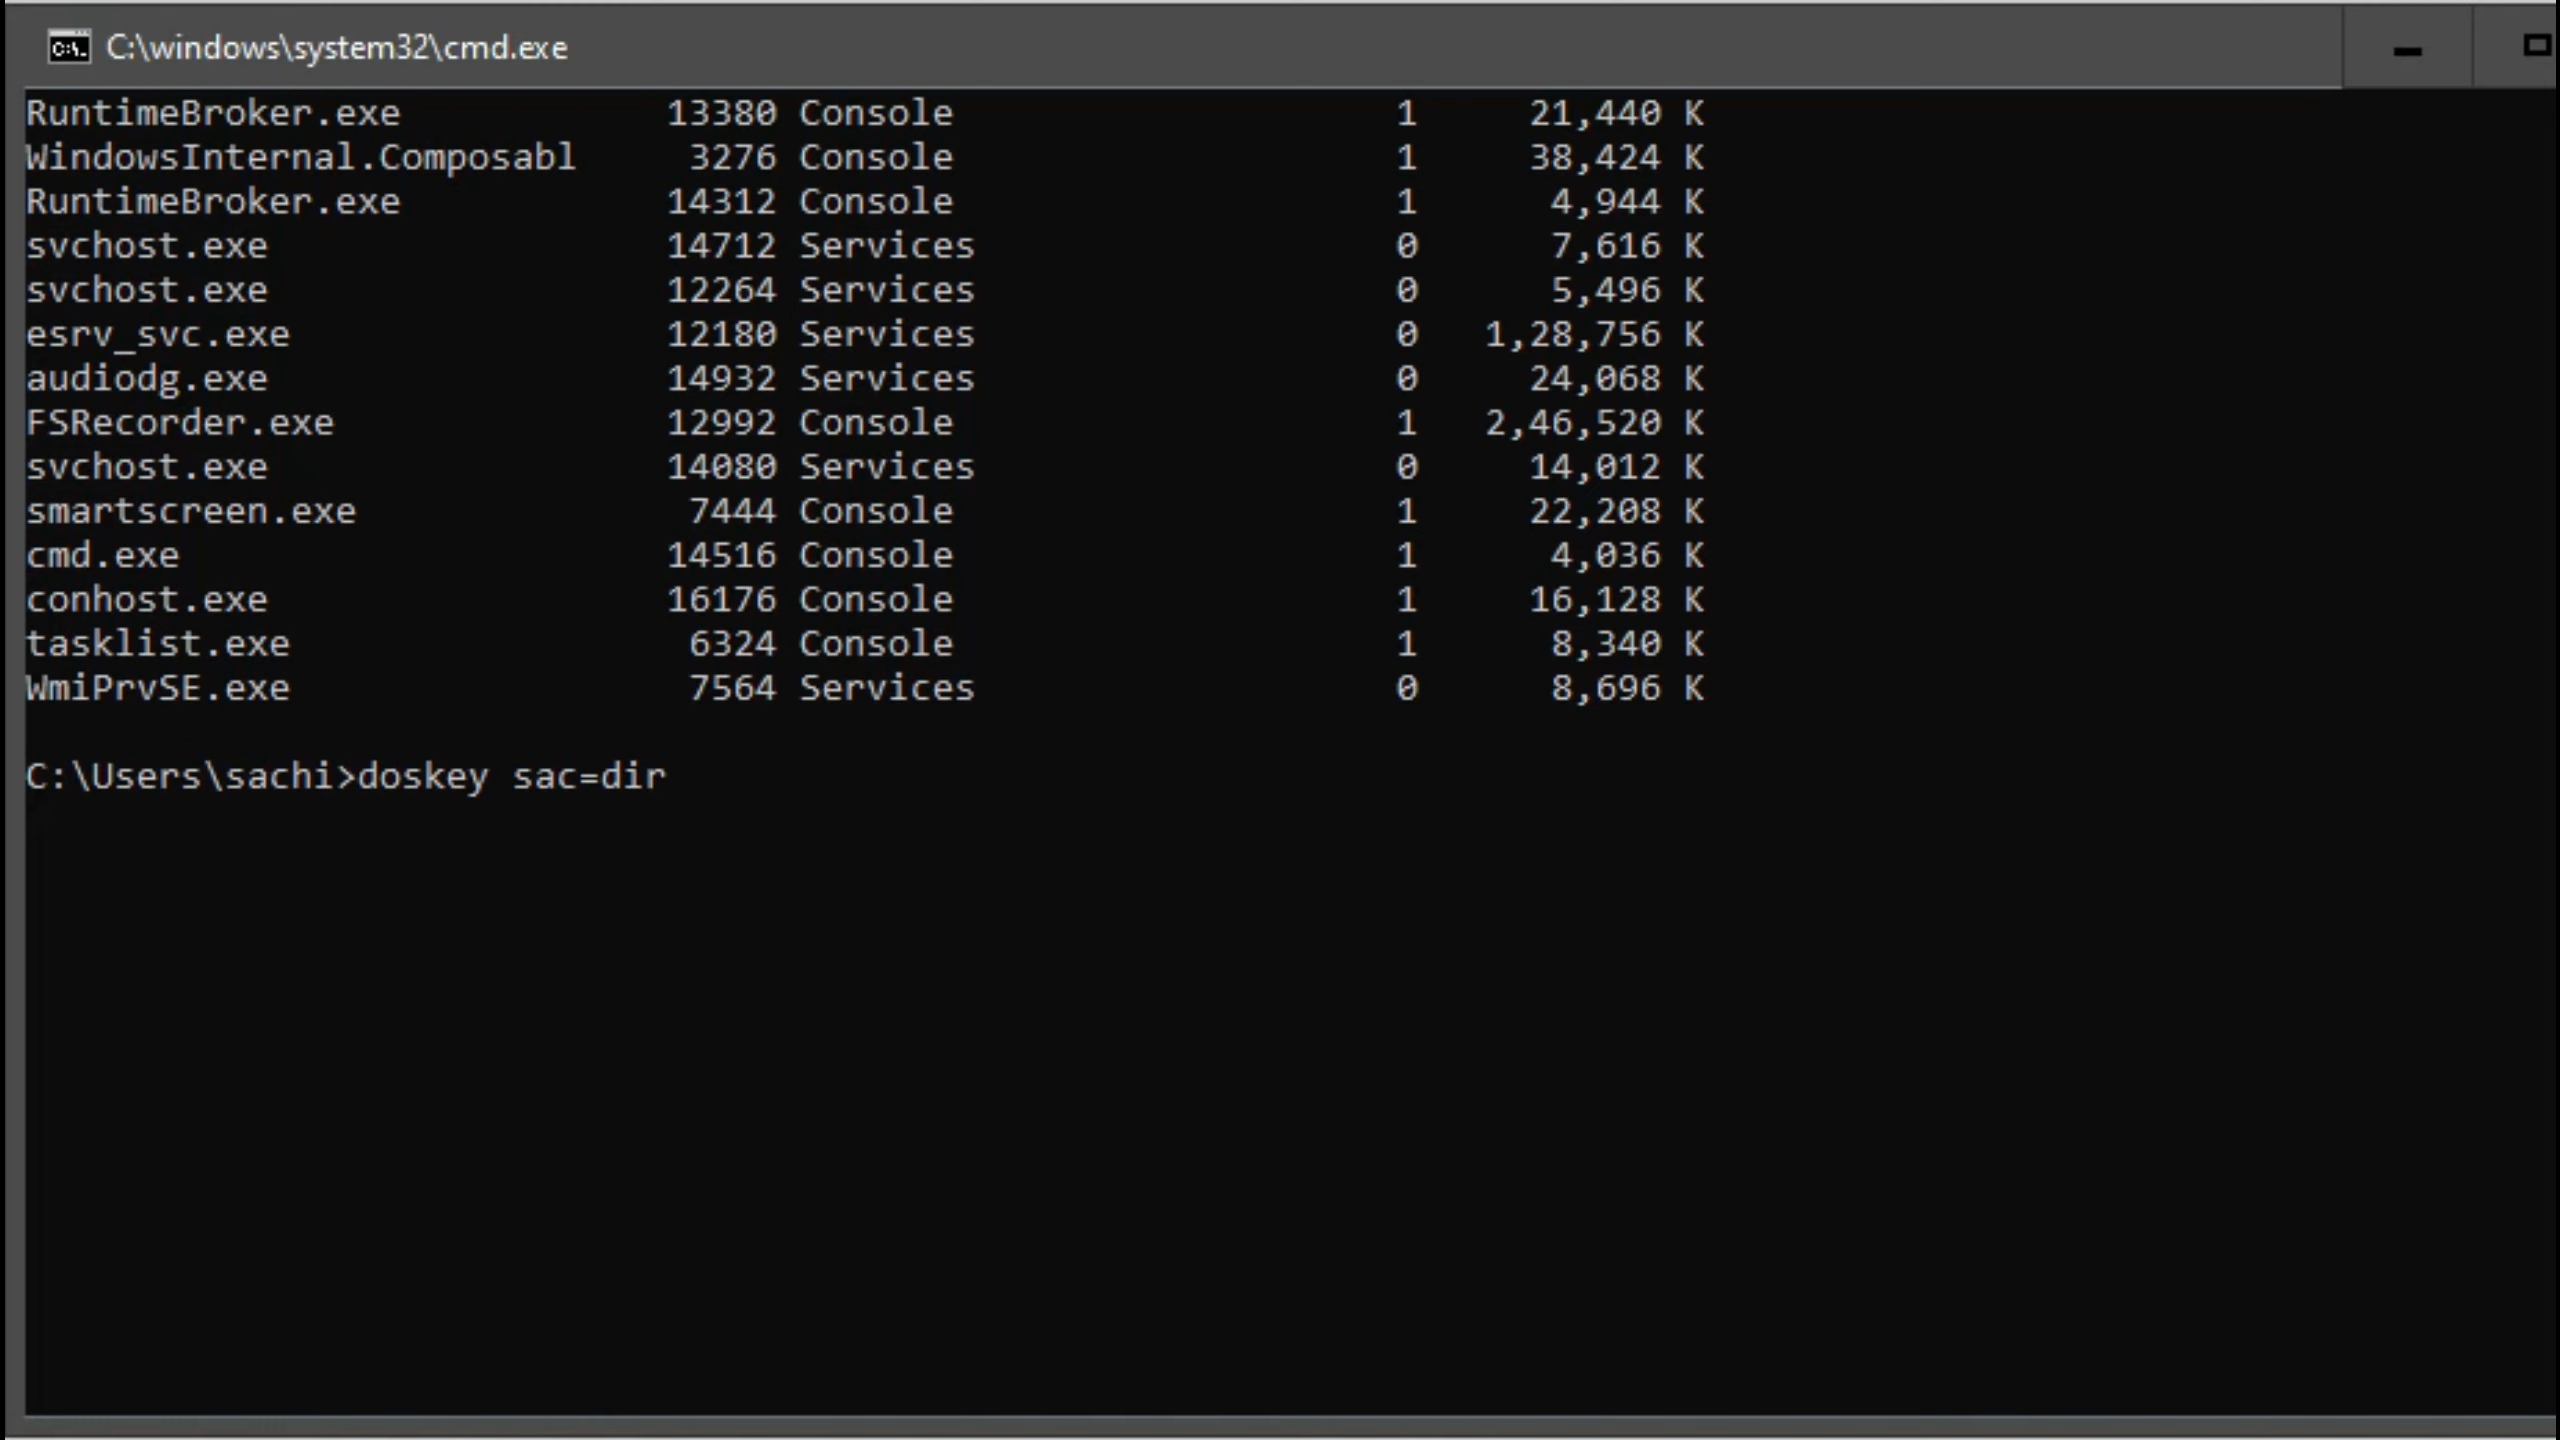 C:\windows\system32\cmd.exe
RuntimeBroker.exe 13380 Console 1 21,440 K
WindowsInternal.Composabl 3276 Console 1 38,424 K
RuntimeBroker.exe 14312 Console 1 4,944 K
svchost.exe 14712 Services 0 7,616 K
svchost.exe 12264 Services 0 5,496 K
esrv_svc.exe 12180 Services 0 1,28,756 K
audiodg.exe 14932 Services 0 24,068 K
FSRecorder.exe 12992 Console 1 2,46,520 K
svchost.exe 14080 Services 0 14,012 K
smartscreen.exe 7444 Console 1 22,208 K
cmd.exe 14516 Console 1 4,036 K
conhost.exe 16176 Console 1 16,128 K
tasklist.exe 6324 Console 1 8,340 K
WmiPrvSE.exe 7564 Services 0 8,696 K
C:\Users\sachi>doskey sac=dir